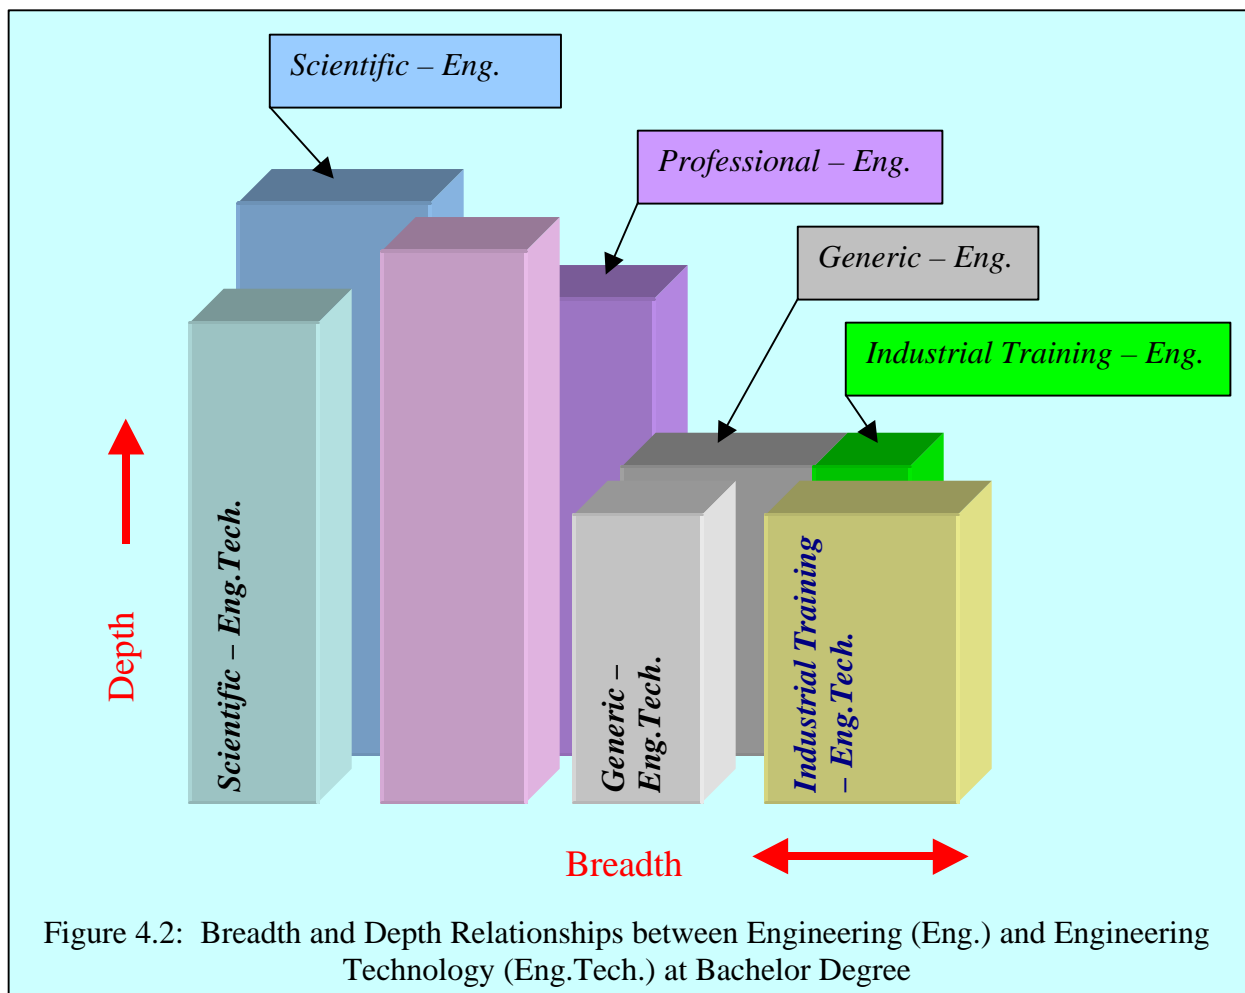 Scientific – Eng.
Professional – Eng.
Generic – Eng.
Industrial Training – Eng.
Depth
Scientific – Eng.Tech.
Generic –
Eng.Tech.
Industrial Training
– Eng.Tech.
Breadth
Figure 4.2: Breadth and Depth Relationships between Engineering (Eng.) and Engineering
Technology (Eng.Tech.) at Bachelor Degree